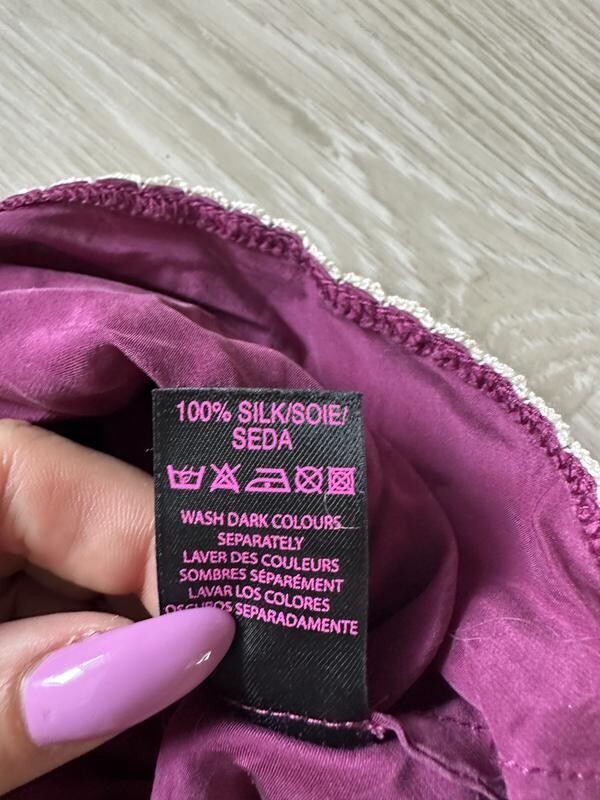 100% SILK/SOIE/
SEDA
WASH DARK COLOURS
SEPARATELY
LAVER DES COULEURS
SOMBRES SÉPARÉMENT
LAVAR LOS COLORES
OSCUROS SEPARADAMENTE